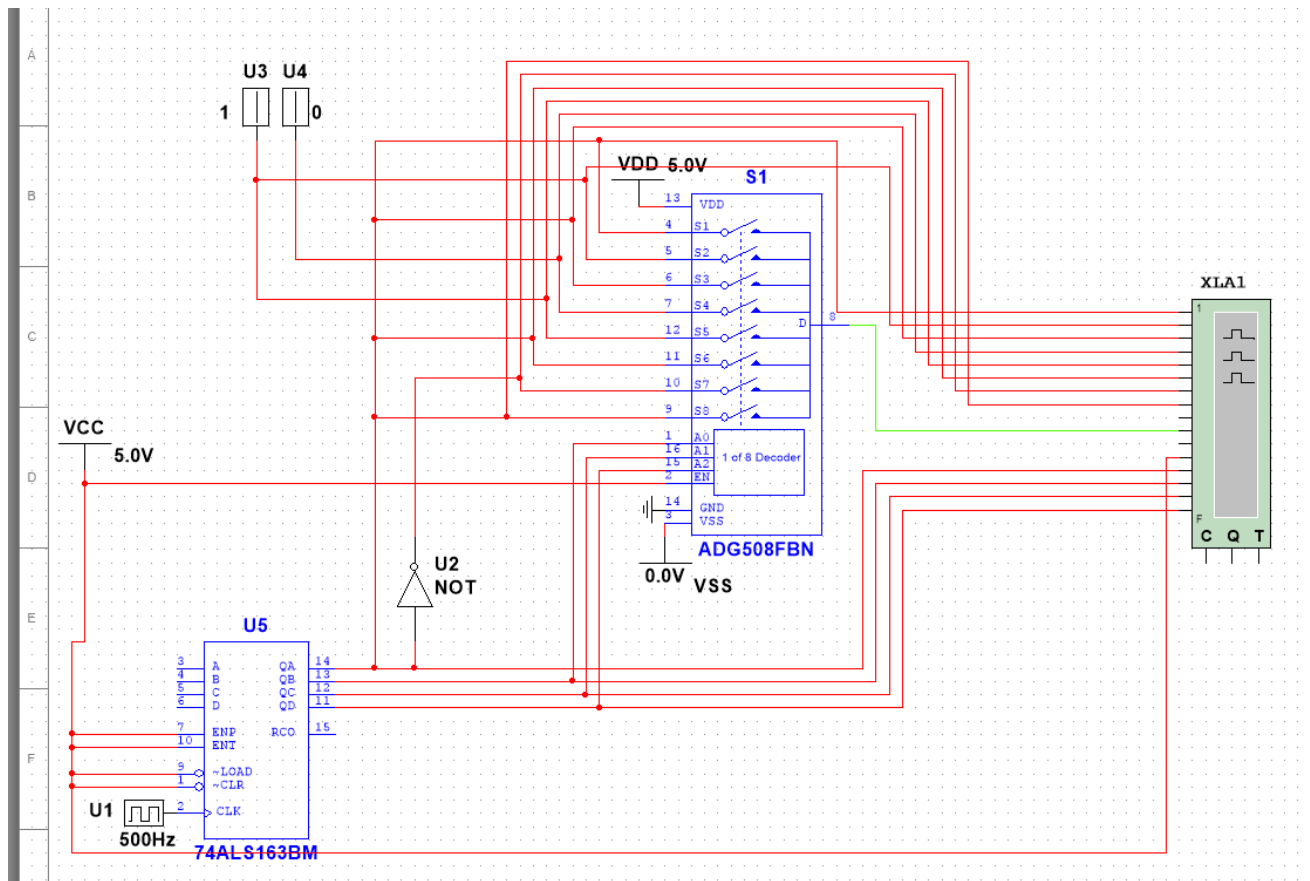 A
B
C
D
E
F
U3 U4
1 0
VDD 5.0V
S1
13 VDD
4 S1
5 S2
6 S3
7 S4
12 S5
11 S6
10 S7
9 S8
D 8
1 A0
16 A1
15 A2
2 EN
1 of 8 Decoder
14 GND
3 VSS
ADG508FBN
0.0V VSS
XLA1
1
F
C Q T
VCC
5.0V
U2
NOT
U5
3 A QA 14
4 B QB 13
5 C QC 12
6 D QD 11
7 ENP RCO 15
10 ENT
9 ~LOAD
1 ~CLR
U1 2 CLK
500Hz
74ALS163BM